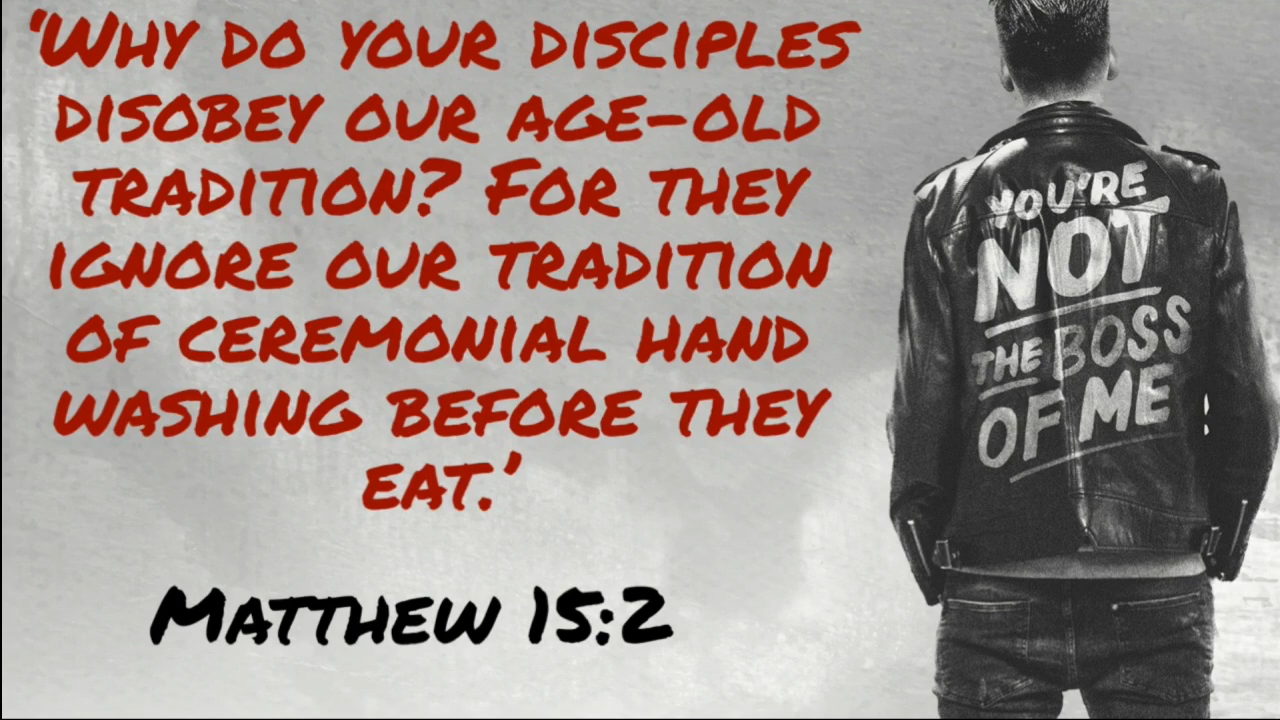 ‘Why do your disciples
disobey our age-old
tradition? For they
ignore our tradition
of ceremonial hand
washing before they
eat.’
Matthew 15:2
YOU'RE
NOT
THE BOSS
OF ME